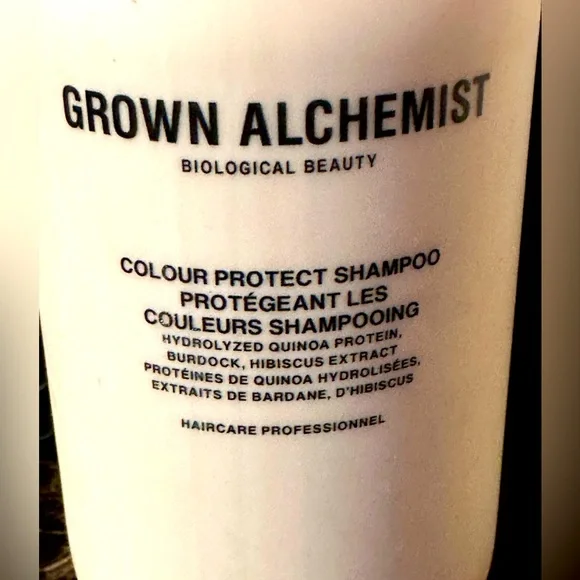 GROWN ALCHEMIST
BIOLOGICAL BEAUTY
COLOUR PROTECT SHAMPOO
PROTÉGEANT LES
COULEURS SHAMPOOING
HYDROLYZED QUINOA PROTEIN,
BURDOCK, HIBISCUS EXTRACT
PROTÉINES DE QUINOA HYDROLISÉES,
EXTRAITS DE BARDANE, D'HIBISCUS
HAIRCARE PROFESSIONNEL